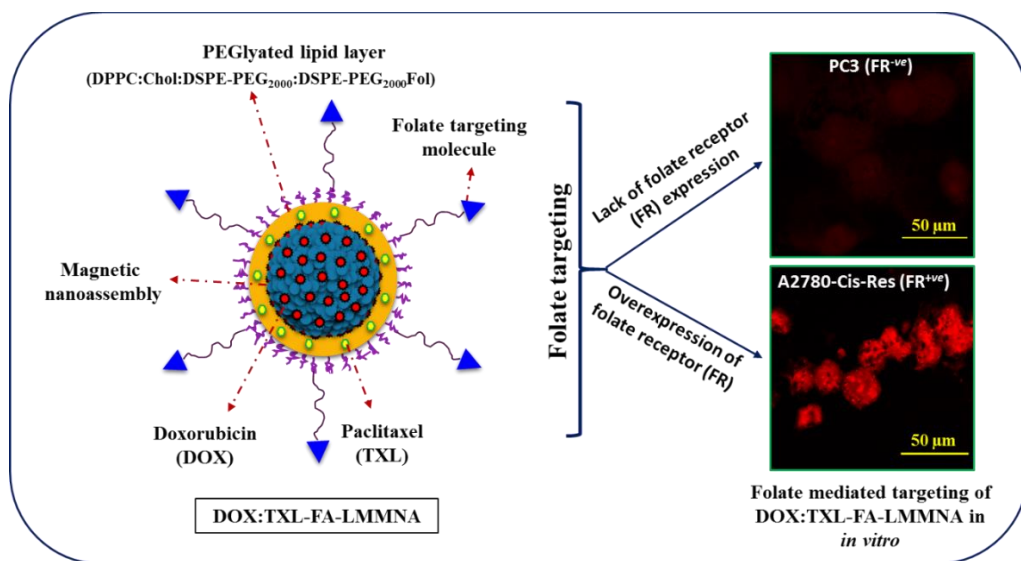 PEGlyated lipid layer
(DPPC:Chol:DSPE-PEG2000:DSPE-PEG2000Fol)
Folate targeting
molecule
Magnetic
nanoassembly
Doxorubicin
(DOX)
Paclitaxel
(TXL)
DOX:TXL-FA-LMMNA
Folate targeting
Lack of folate receptor
(FR) expression
Overexpression of
folate receptor (FR)
PC3 (FR-ve)
50 µm
A2780-Cis-Res (FR+ve)
50 µm
Folate mediated targeting of
DOX:TXL-FA-LMMNA in
in vitro